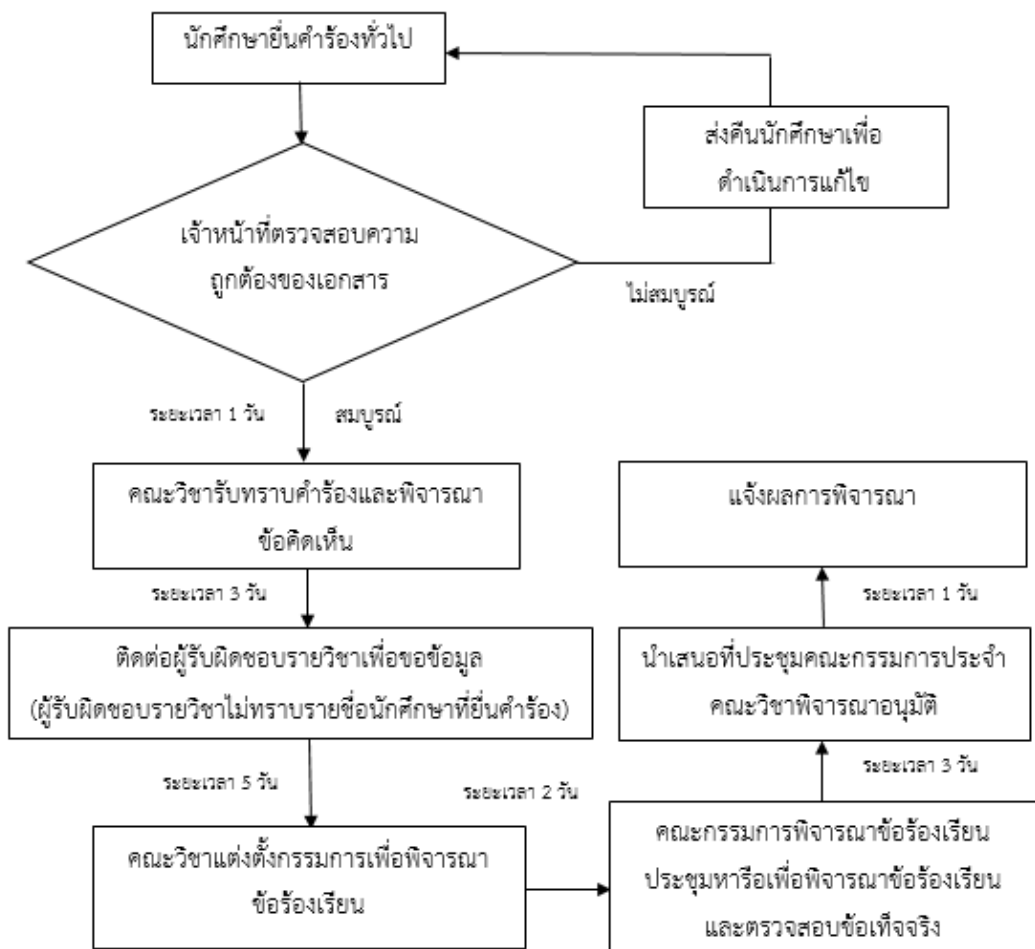 นักศึกษายื่นคำร้องทั่วไป
ส่งคืนนักศึกษาเพื่อ
ดำเนินการแก้ไข
เจ้าหน้าที่ตรวจสอบความ
ถูกต้องของเอกสาร
ไม่สมบูรณ์
ระยะเวลา 1 วัน
สมบูรณ์
คณะวิชารับทราบคำร้องและพิจารณา
ข้อคิดเห็น
ระยะเวลา 3 วัน
ติดต่อผู้รับผิดชอบรายวิชาเพื่อขอข้อมูล
(ผู้รับผิดชอบรายวิชาไม่ทราบรายชื่อนักศึกษาที่ยื่นคำร้อง)
ระยะเวลา 5 วัน
คณะวิชาแต่งตั้งกรรมการเพื่อพิจารณา
ข้อร้องเรียน
ระยะเวลา 2 วัน
คณะกรรมการพิจารณาข้อร้องเรียน
ประชุมหารือเพื่อพิจารณาข้อร้องเรียน
และตรวจสอบข้อเท็จจริง
ระยะเวลา 3 วัน
นำเสนอที่ประชุมคณะกรรมการประจำ
คณะวิชาพิจารณาอนุมัติ
ระยะเวลา 1 วัน
แจ้งผลการพิจารณา